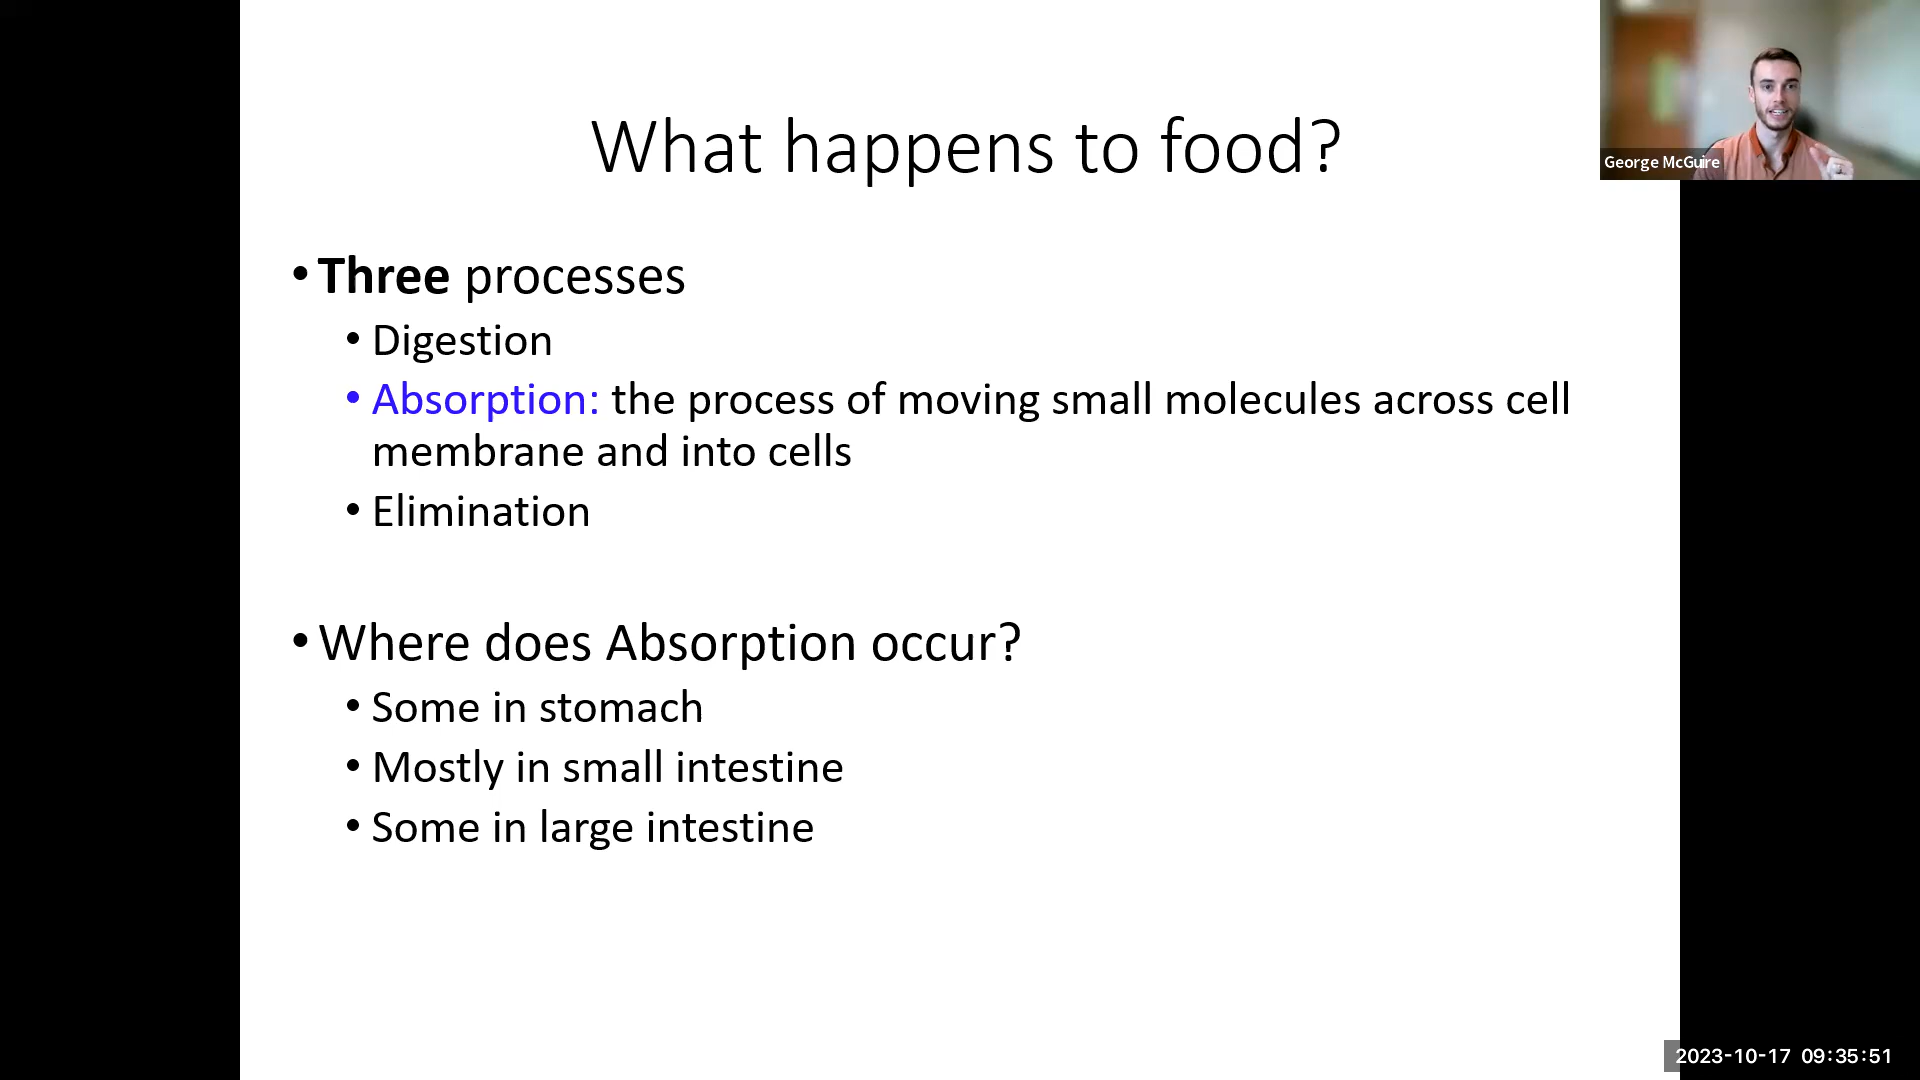 What happens to food?
George McGuire
• Three processes
• Digestion
• Absorption: the process of moving small molecules across cell
membrane and into cells
• Elimination
• Where does Absorption occur?
• Some in stomach
• Mostly in small intestine
• Some in large intestine
2023-10-17 09:35:51